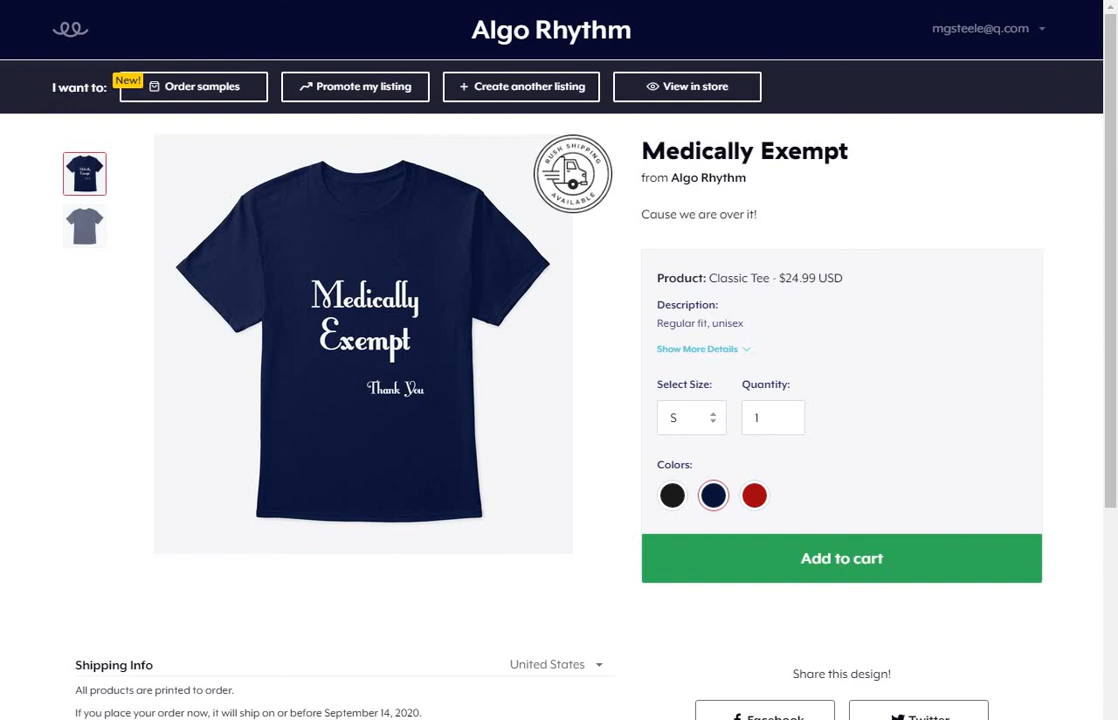 Algo Rhythm
mgsteele@q.com
I want to:
New!
Order samples
Promote my listing
+ Create another listing
View in store
RUSH SHIPPING
AVAILABLE
Medically Exempt
from Algo Rhythm
Cause we are over it!
Medically
Exempt
Thank You
Product: Classic Tee - $24.99 USD
Description:
Regular fit, unisex
Show More Details
Select Size: Quantity:
S 1
Colors:
Add to cart
Shipping Info United States
All products are printed to order.
If you place your order now, it will ship on or before September 14, 2020.
Share this design!
Facebook Twitter